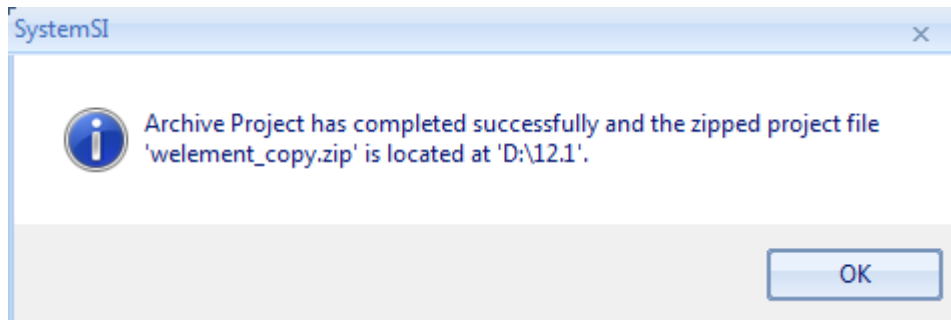 SystemSI
Archive Project has completed successfully and the zipped project file
'welement_copy.zip' is located at 'D:\12.1'.
OK